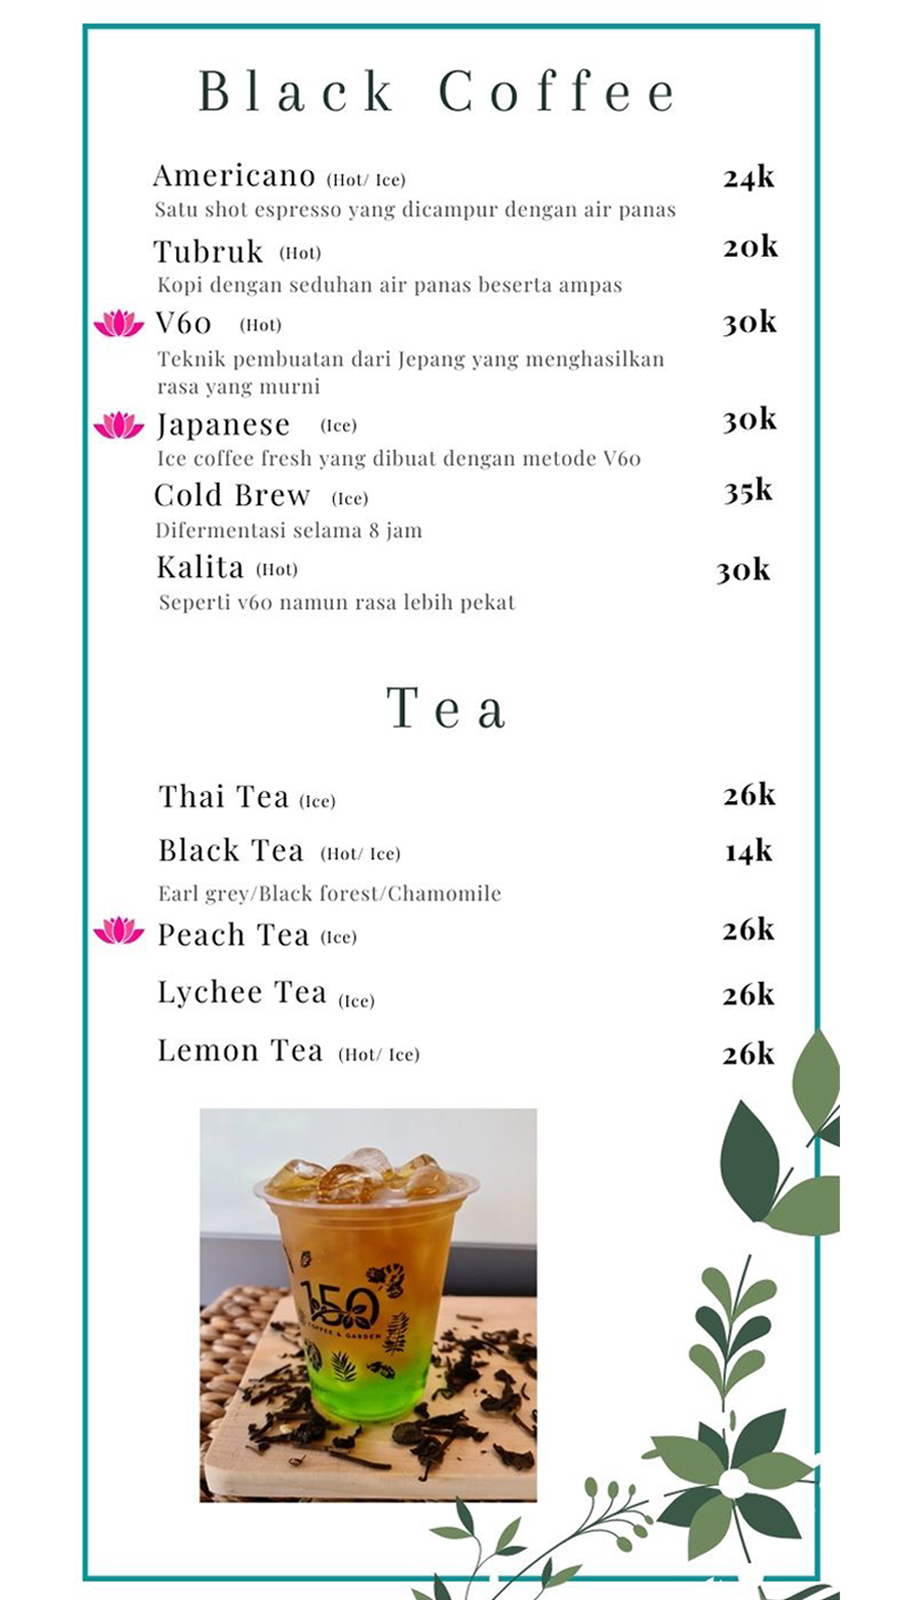 Black Coffee
Americano (Hot/ Ice) 24k
Satu shot espresso yang dicampur dengan air panas
Tubruk (Hot) 20k
Kopi dengan seduhan air panas beserta ampas
V60 (Hot) 30k
Teknik pembuatan dari Jepang yang menghasilkan
rasa yang murni
Japanese (Ice) 30k
Ice coffee fresh yang dibuat dengan metode V60
Cold Brew (Ice) 35k
Difermentasi selama 8 jam
Kalita (Hot) 30k
Seperti v60 namun rasa lebih pekat
Tea
Thai Tea (Ice) 26k
Black Tea (Hot/ Ice) 14k
Earl grey/Black forest/Chamomile
Peach Tea (Ice) 26k
Lychee Tea (Ice) 26k
Lemon Tea (Hot/ Ice) 26k
150
COFFEE & GARDEN